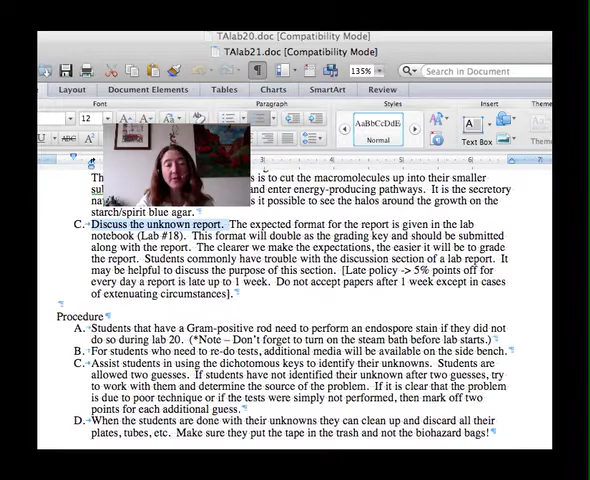 TAlab20.doc [Compatibility Mode]
TAlab21.doc [Compatibility Mode]
135%
Search in Document
Layout Document Elements Tables Charts SmartArt Review
Font Paragraph Styles Insert Theme
12
AaBbCcDdE
Normal
Text Box
ABC
3 4 5 6 7
Th
is to cut the macromolecules up into their smaller
and enter energy-producing pathways. It is the secretory
is it possible to see the halos around the growth on the
starch/spirit blue agar.
C. Discuss the unknown report. The expected format for the report is given in the lab
notebook (Lab #18). This format will double as the grading key and should be submitted
along with the report. The clearer we make the expectations, the easier it will be to grade
the report. Students commonly have trouble with the discussion section of a lab report. It
may be helpful to discuss the purpose of this section. [Late policy -> 5% points off for
every day a report is late up to 1 week. Do not accept papers after 1 week except in cases
of extenuating circumstances].
Procedure
A. Students that have a Gram-positive rod need to perform an endospore stain if they did not
do so during lab 20. (*Note – Don't forget to turn on the steam bath before lab starts.)
B. For students who need to re-do tests, additional media will be available on the side bench.
C. Assist students in using the dichotomous keys to identify their unknowns. Students are
allowed two guesses. If students have not identified their unknown after two guesses, try
to work with them and determine the source of the problem. If it is clear that the problem
is due to poor technique or if the tests were simply not performed, then mark off two
points for each additional guess.
D. When the students are done with their unknowns they can clean up and discard all their
plates, tubes, etc. Make sure they put the tape in the trash and not the biohazard bags!